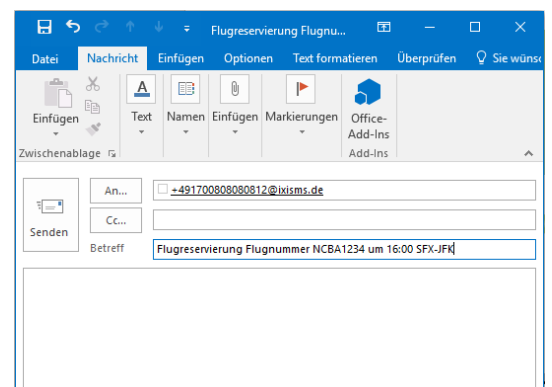 Flugreservierung Flugnu...
Datei Nachricht Einfügen Optionen Text formatieren Überprüfen Sie wünsc
Einfügen Text Namen Einfügen Markierungen Office-
Add-Ins
Zwischenablage Add-Ins
An... +491700808080812@ixisms.de
Senden Cc...
Betreff Flugreservierung Flugnummer NCBA1234 um 16:00 SFX-JFK